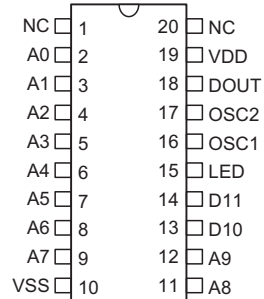 NC 1 20 NC
A0 2 19 VDD
A1 3 18 DOUT
A2 4 17 OSC2
A3 5 16 OSC1
A4 6 15 LED
A5 7 14 D11
A6 8 13 D10
A7 9 12 A9
VSS 10 11 A8